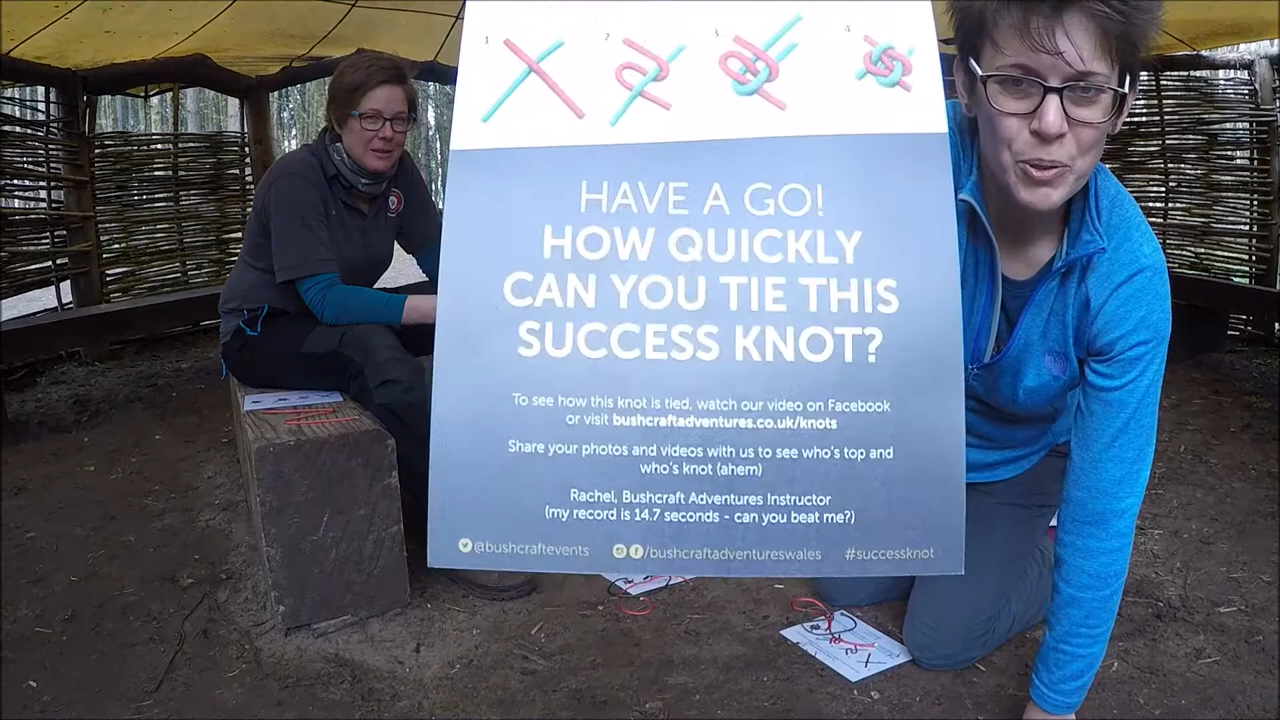 1 2 3 4
HAVE A GO!
HOW QUICKLY
CAN YOU TIE THIS
SUCCESS KNOT?
To see how this knot is tied, watch our video on Facebook
or visit bushcraftadventures.co.uk/knots
Share your photos and videos with us to see who's top and
who's knot (ahem)
Rachel, Bushcraft Adventures Instructor
(my record is 14.7 seconds - can you beat me?)
@bushcraftevents /bushcraftadventureswales #successknot